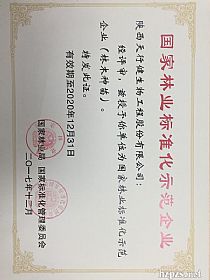 国家林业标准化示范企业
陕西天行健生物工程股份有限公司：
经评审，兹授予你单位为国家林业标准化示范
企业（林木种苗）。
特发此证。
有效期至2020年12月31日
国家林业局 国家标准化管理委员会
二〇一七年十二月
hzpzs.net